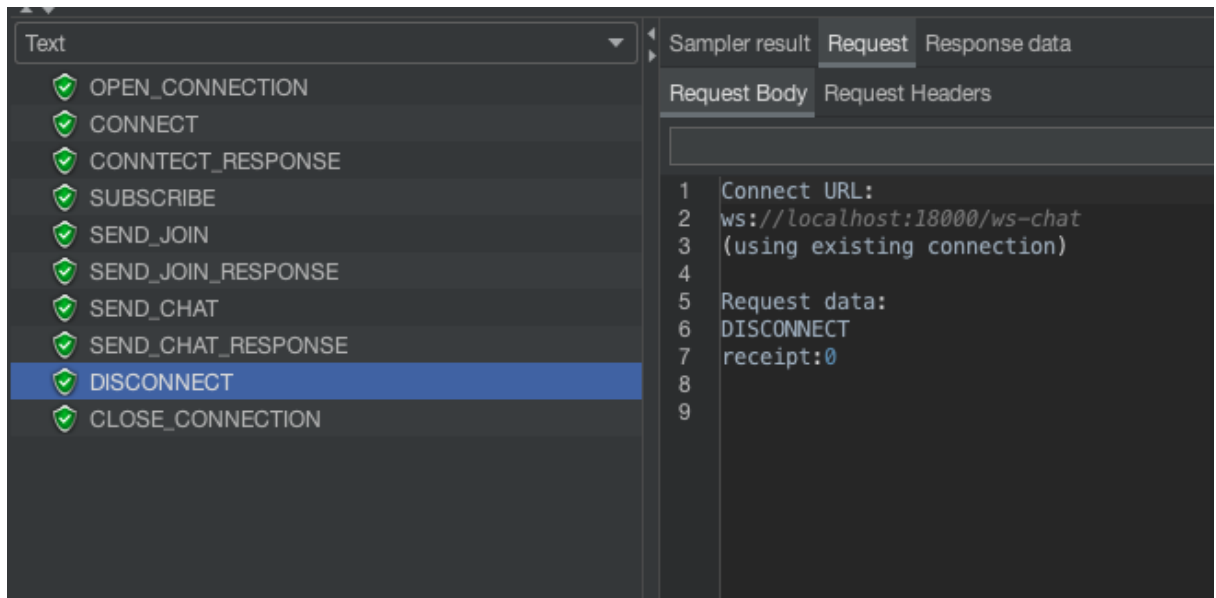 Text
OPEN_CONNECTION
CONNECT
CONNTECT_RESPONSE
SUBSCRIBE
SEND_JOIN
SEND_JOIN_RESPONSE
SEND_CHAT
SEND_CHAT_RESPONSE
DISCONNECT
CLOSE_CONNECTION
Sampler result Request Response data
Request Body Request Headers
1 Connect URL:
2 ws://localhost:18000/ws-chat
3 (using existing connection)
4
5 Request data:
6 DISCONNECT
7 receipt:0
8
9